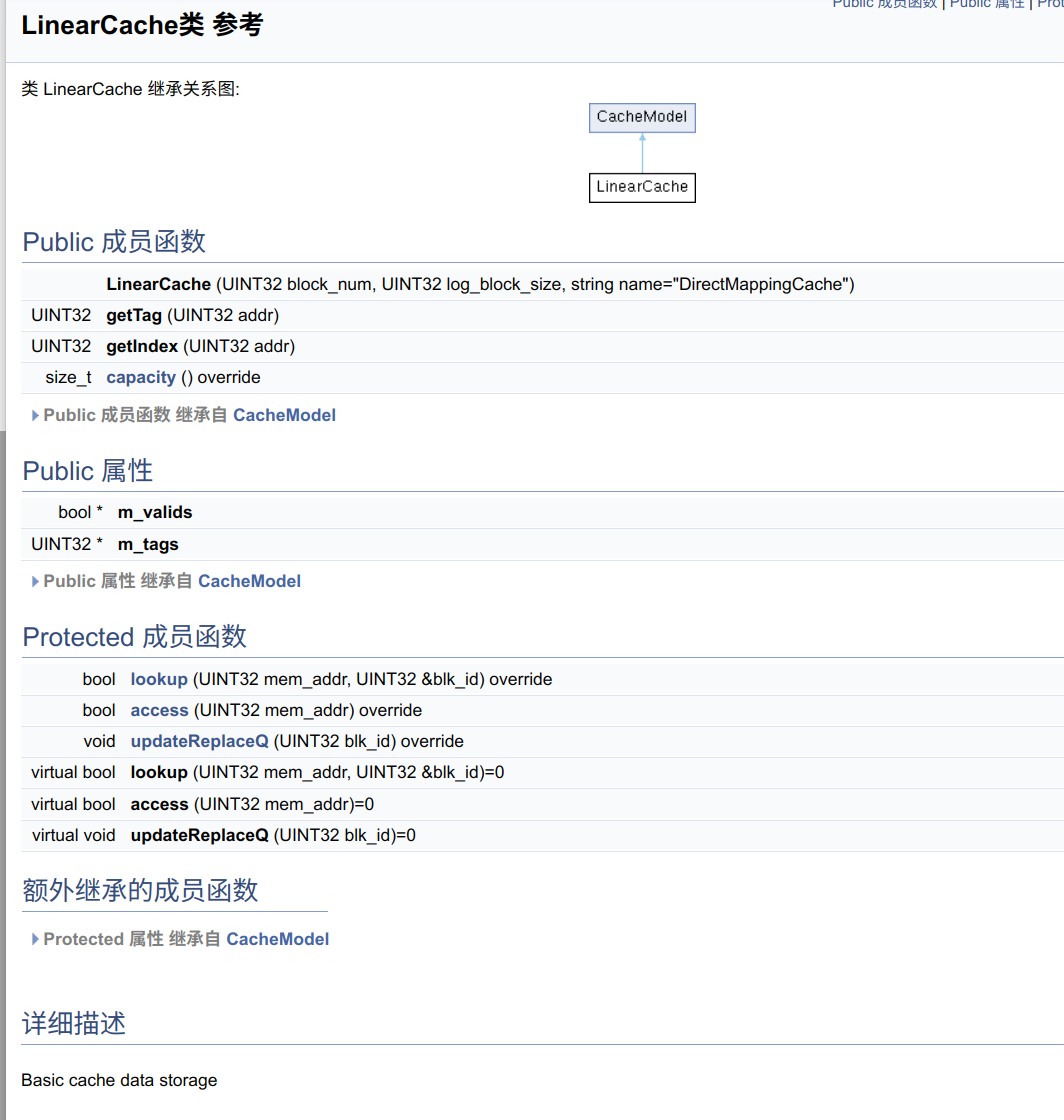 Public 成员函数 | Public 属性 |
LinearCache类 参考
类 LinearCache 继承关系图:
CacheModel
LinearCache
Public 成员函数
LinearCache (UINT32 block_num, UINT32 log_block_size, string name="DirectMappingCache")
UINT32 getTag (UINT32 addr)
UINT32 getIndex (UINT32 addr)
size_t capacity () override
Public 成员函数 继承自 CacheModel
Public 属性
bool * m_valids
UINT32 * m_tags
Public 属性 继承自 CacheModel
Protected 成员函数
bool lookup (UINT32 mem_addr, UINT32 &blk_id) override
bool access (UINT32 mem_addr) override
void updateReplaceQ (UINT32 blk_id) override
virtual bool lookup (UINT32 mem_addr, UINT32 &blk_id)=0
virtual bool access (UINT32 mem_addr)=0
virtual void updateReplaceQ (UINT32 blk_id)=0
额外继承的成员函数
Protected 属性 继承自 CacheModel
详细描述
Basic cache data storage